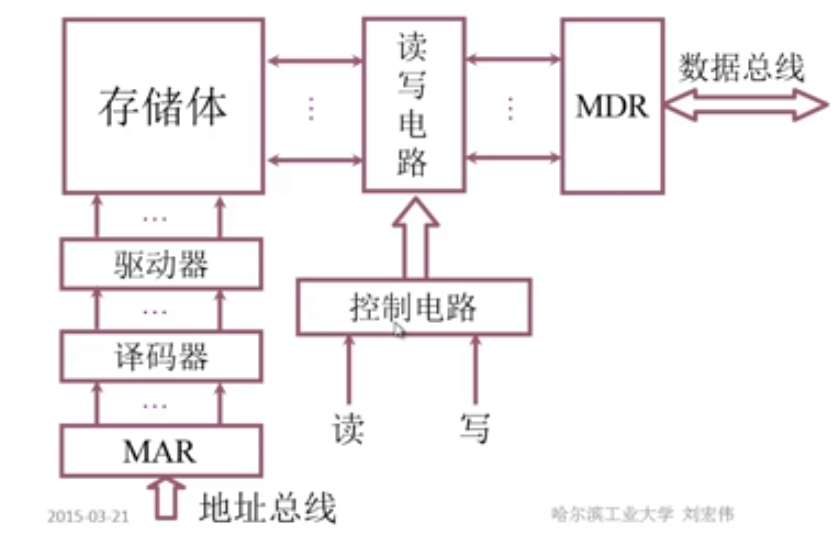 存储体
读写电路
MDR
数据总线
驱动器
控制电路
译码器
读
写
MAR
地址总线
2015-03-21
哈尔滨工业大学 刘宏伟